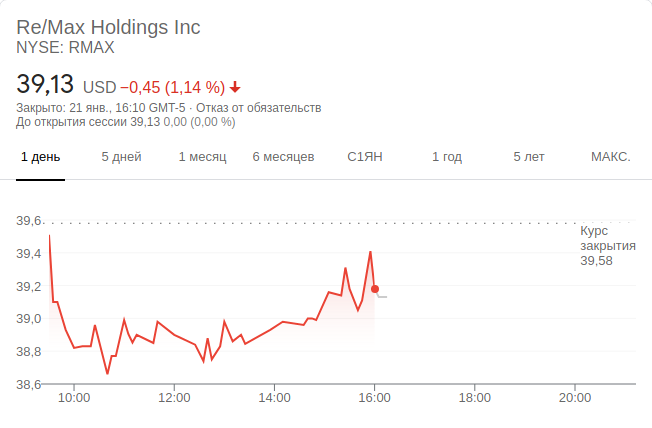 Re/Max Holdings Inc
NYSE: RMAX
39,13 USD −0,45 (1,14 %)
Закрыто: 21 янв., 16:10 GMT-5 · Отказ от обязательств
До открытия сессии 39,13 0,00 (0,00 %)
1 день 5 дней 1 месяц 6 месяцев С1ЯН 1 год 5 лет МАКС.
39,6
Курс
закрытия
39,58
39,4
39,2
39,0
38,8
38,6
10:00 12:00 14:00 16:00 18:00 20:00